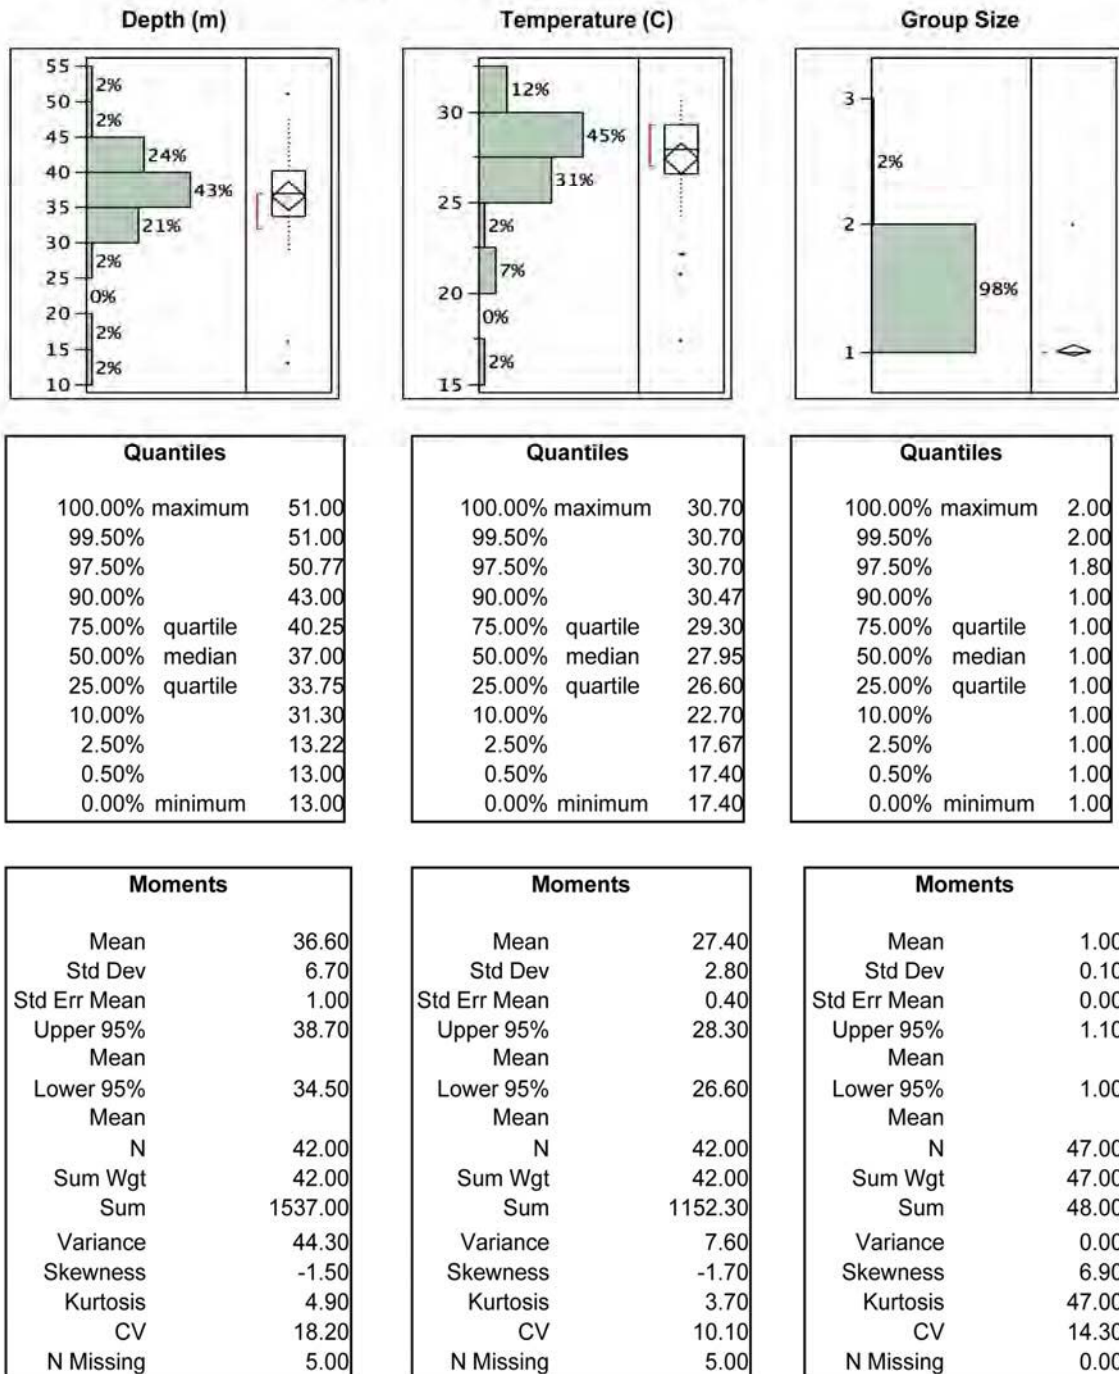 Depth (m)
55
2%
50
2%
45
24%
40
43%
35
21%
30
2%
25
0%
20
2%
15
2%
10
Temperature (C)
12%
30
45%
31%
25
2%
7%
20
0%
2%
15
Group Size
3
2%
2
98%
1
Quantiles
100.00% maximum 51.00
99.50% 51.00
97.50% 50.77
90.00% 43.00
75.00% quartile 40.25
50.00% median 37.00
25.00% quartile 33.75
10.00% 31.30
2.50% 13.22
0.50% 13.00
0.00% minimum 13.00
Quantiles
100.00% maximum 30.70
99.50% 30.70
97.50% 30.70
90.00% 30.47
75.00% quartile 29.30
50.00% median 27.95
25.00% quartile 26.60
10.00% 22.70
2.50% 17.67
0.50% 17.40
0.00% minimum 17.40
Quantiles
100.00% maximum 2.00
99.50% 2.00
97.50% 1.80
90.00% 1.00
75.00% quartile 1.00
50.00% median 1.00
25.00% quartile 1.00
10.00% 1.00
2.50% 1.00
0.50% 1.00
0.00% minimum 1.00
Moments
Mean 36.60
Std Dev 6.70
Std Err Mean 1.00
Upper 95% 38.70
Mean
Lower 95% 34.50
Mean
N 42.00
Sum Wgt 42.00
Sum 1537.00
Variance 44.30
Skewness -1.50
Kurtosis 4.90
CV 18.20
N Missing 5.00
Moments
Mean 27.40
Std Dev 2.80
Std Err Mean 0.40
Upper 95% 28.30
Mean
Lower 95% 26.60
Mean
N 42.00
Sum Wgt 42.00
Sum 1152.30
Variance 7.60
Skewness -1.70
Kurtosis 3.70
CV 10.10
N Missing 5.00
Moments
Mean 1.00
Std Dev 0.10
Std Err Mean 0.00
Upper 95% 1.10
Mean
Lower 95% 1.00
Mean
N 47.00
Sum Wgt 47.00
Sum 48.00
Variance 0.00
Skewness 6.90
Kurtosis 47.00
CV 14.30
N Missing 0.00